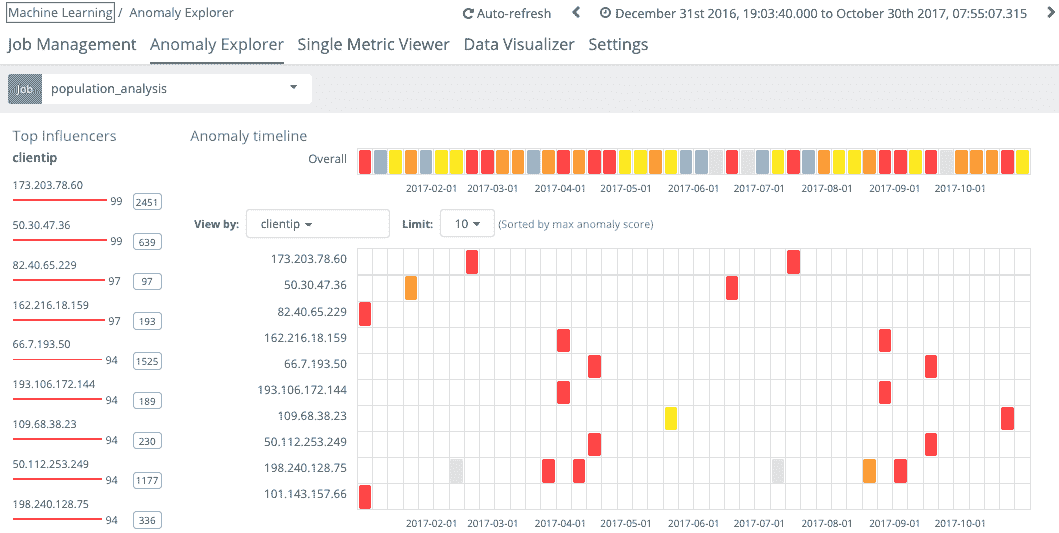 Machine Learning / Anomaly Explorer
Auto-refresh December 31st 2016, 19:03:40.000 to October 30th 2017, 07:55:07.315
Job Management Anomaly Explorer Single Metric Viewer Data Visualizer Settings
Job population_analysis
Top Influencers
clientip
173.203.78.60
99 2451
50.30.47.36
99 639
82.40.65.229
97 97
162.216.18.159
97 193
66.7.193.50
94 1525
193.106.172.144
94 189
109.68.38.23
94 230
50.112.253.249
94 1177
198.240.128.75
94 336
Anomaly timeline
Overall
2017-02-01 2017-03-01 2017-04-01 2017-05-01 2017-06-01 2017-07-01 2017-08-01 2017-09-01 2017-10-01
View by: clientip Limit: 10 (Sorted by max anomaly score)
173.203.78.60
50.30.47.36
82.40.65.229
162.216.18.159
66.7.193.50
193.106.172.144
109.68.38.23
50.112.253.249
198.240.128.75
101.143.157.66
2017-02-01 2017-03-01 2017-04-01 2017-05-01 2017-06-01 2017-07-01 2017-08-01 2017-09-01 2017-10-01